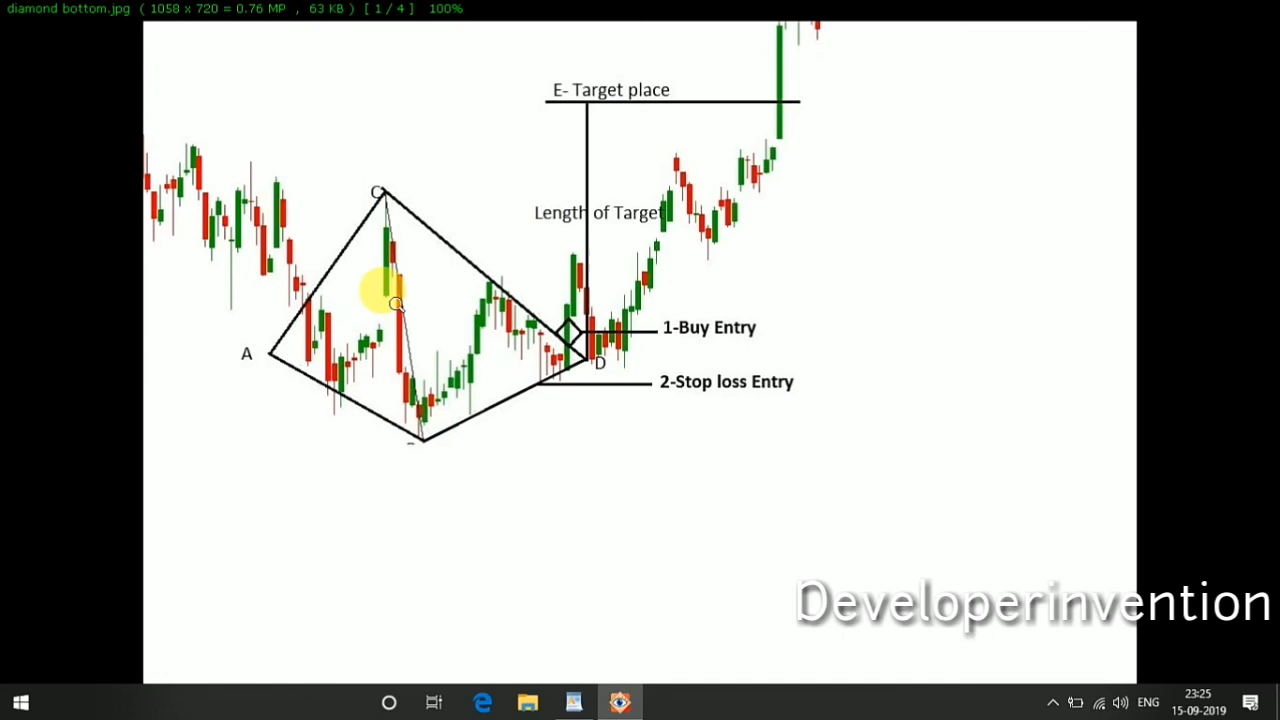 diamond bottom.jpg ( 1058 x 720 = 0.76 MP , 63 KB ) [ 1 / 4 ] 100%
E- Target place
C
Length of Target
O
1-Buy Entry
A
D
2-Stop loss Entry
Developerinvention
ENG
23:25
15-09-2019